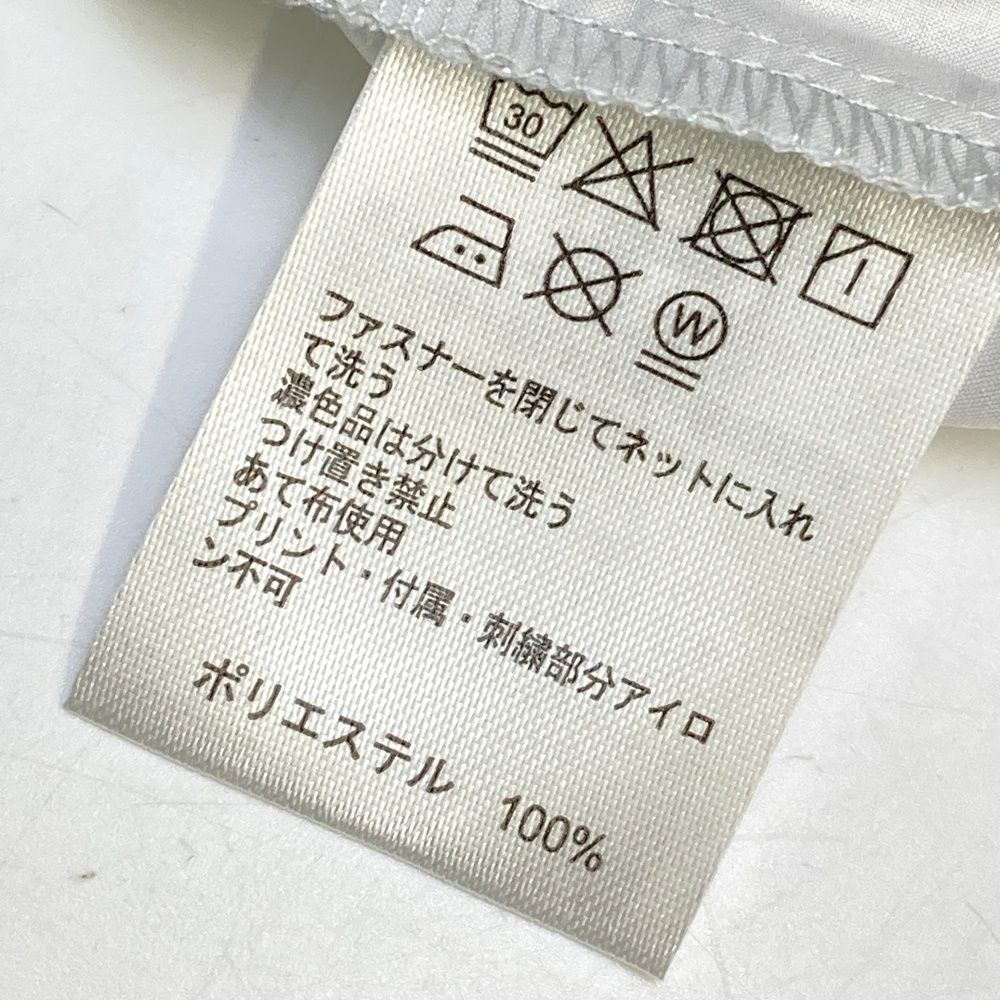 30
W
ファスナーを閉じてネットに入れ
て洗う
濃色品は分けて洗う
つけ置き禁止
あて布使用
プリント・付属・刺繍部分アイロ
ン不可
ポリエステル 100%